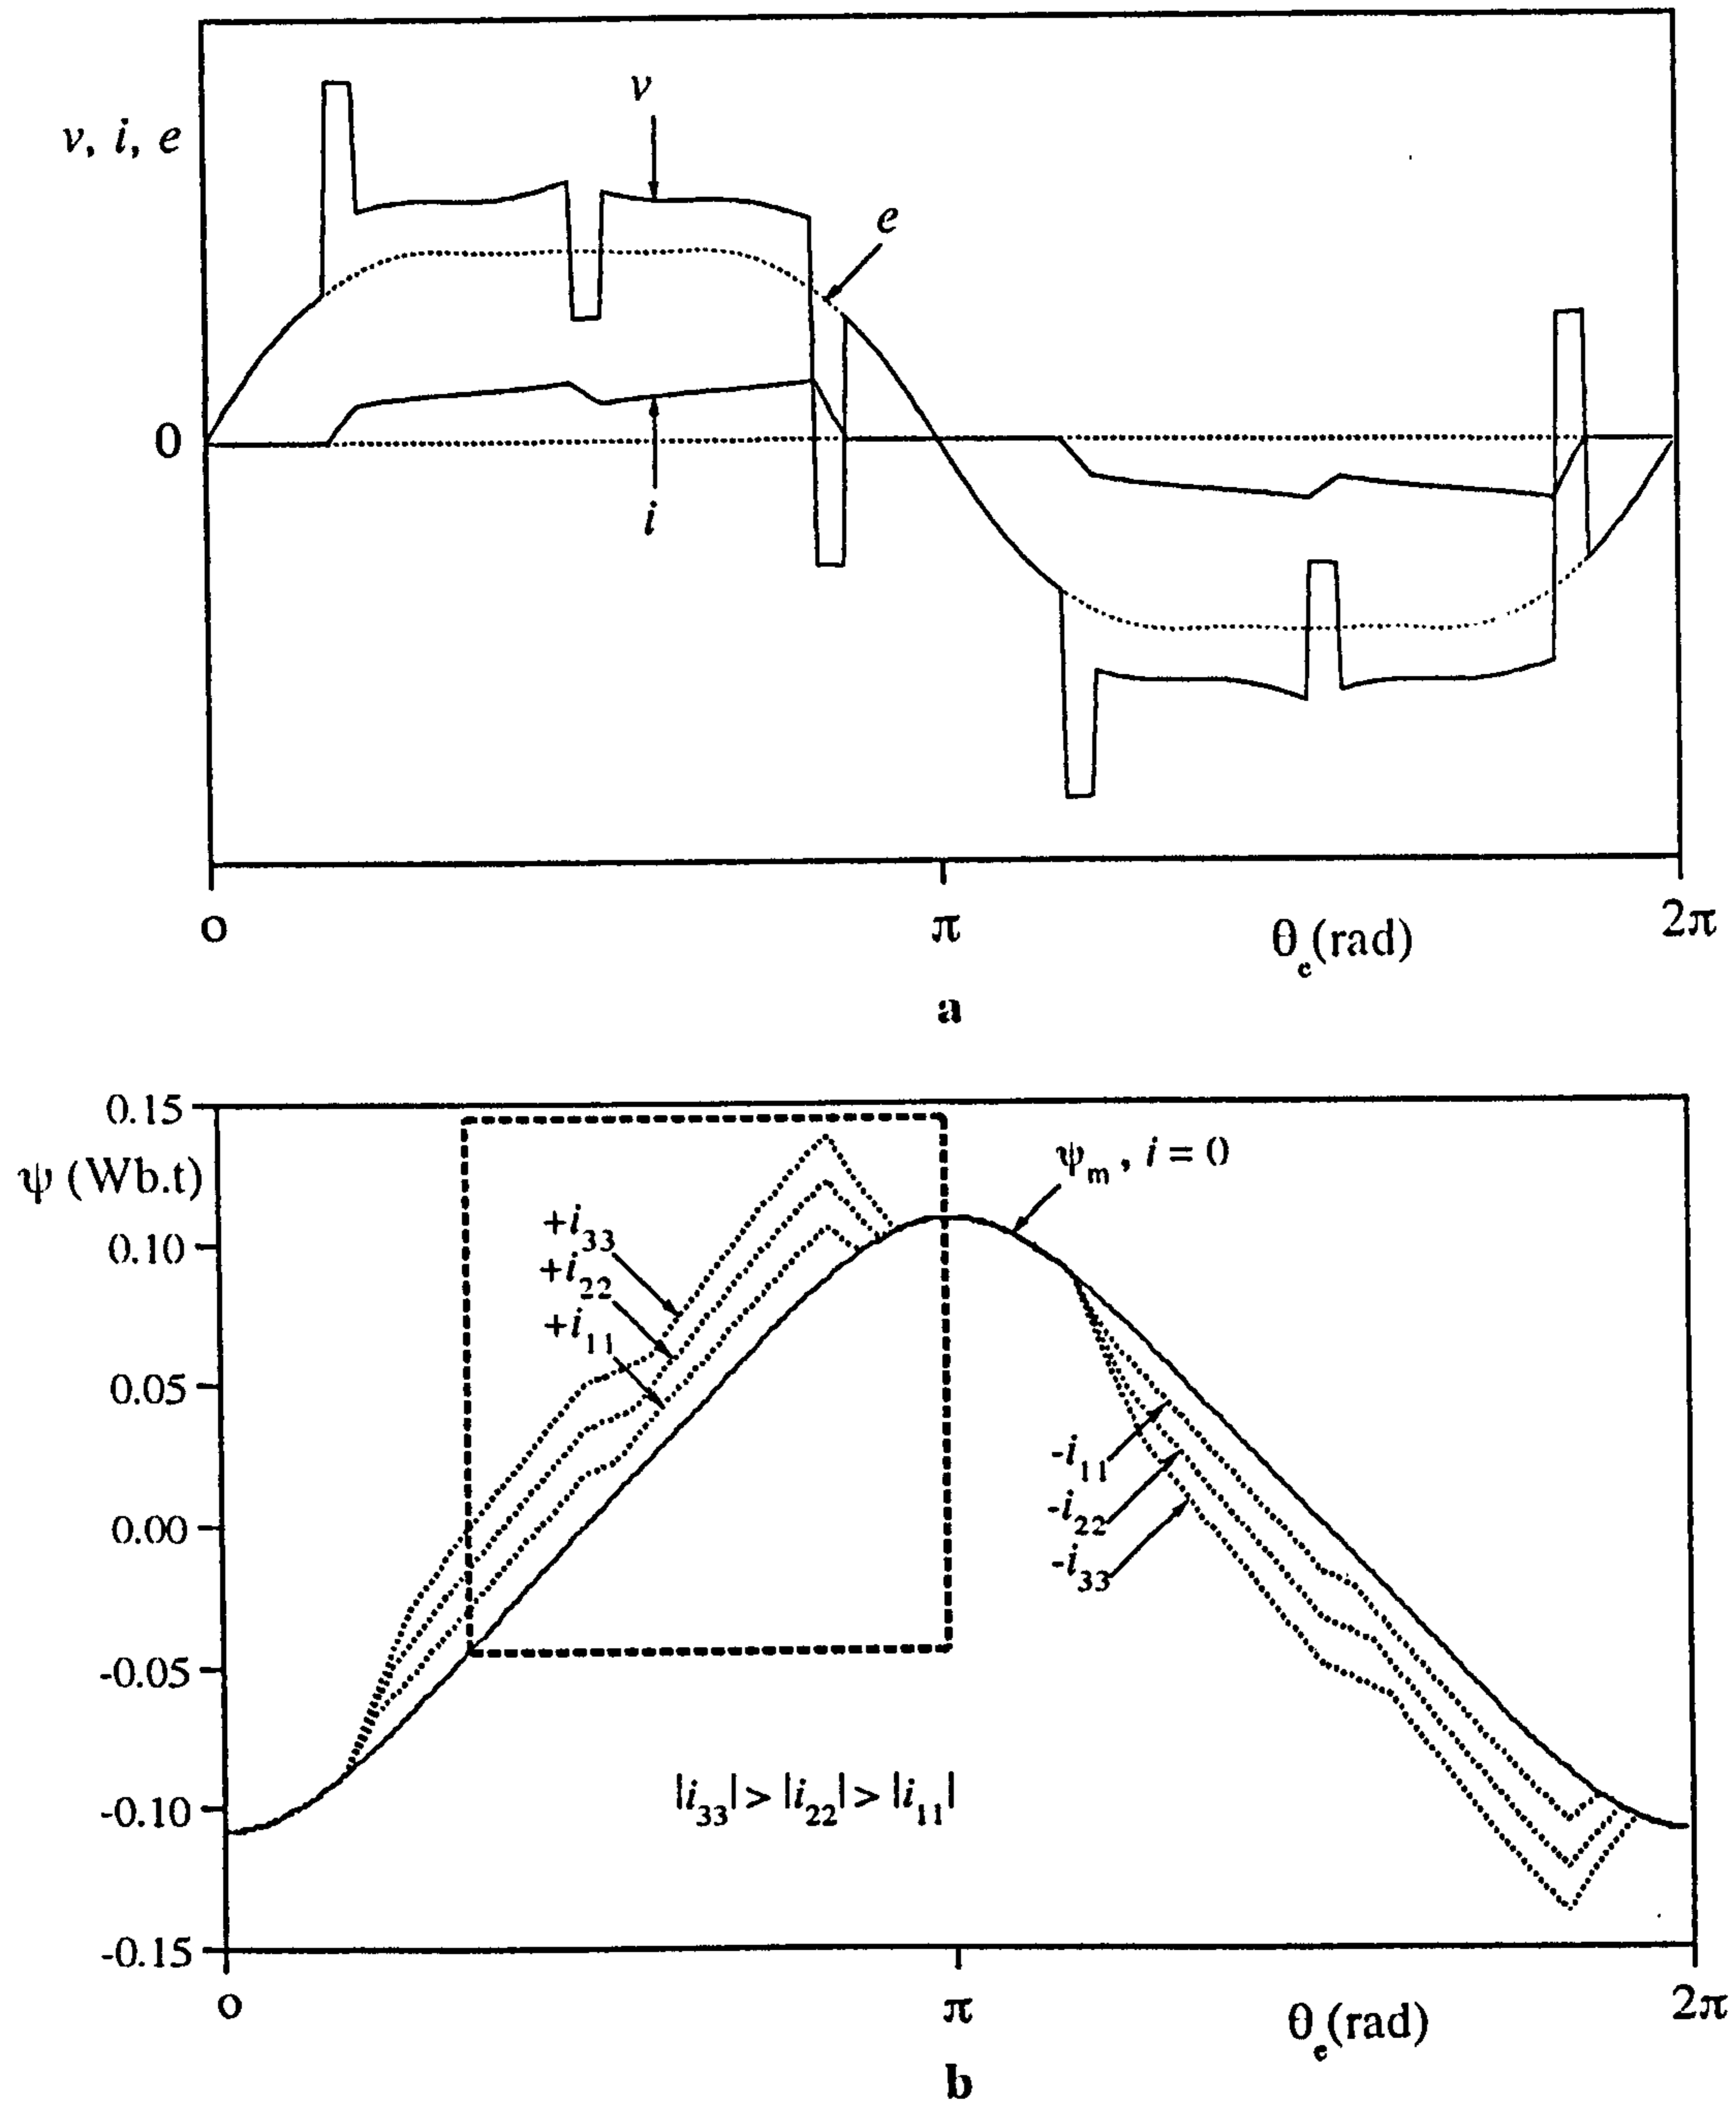 v
v, i, e
e
0
i
o
π
θe(rad)
2π
a
0.15
ψ (Wb.t)
ψm , i = 0
+i33
0.10
+i22
+i11
0.05
-i11
0.00
-i22
-i33
-0.05
|i33| > |i22| > |i11|
-0.10
-0.15
o
π
θe(rad)
2π
b